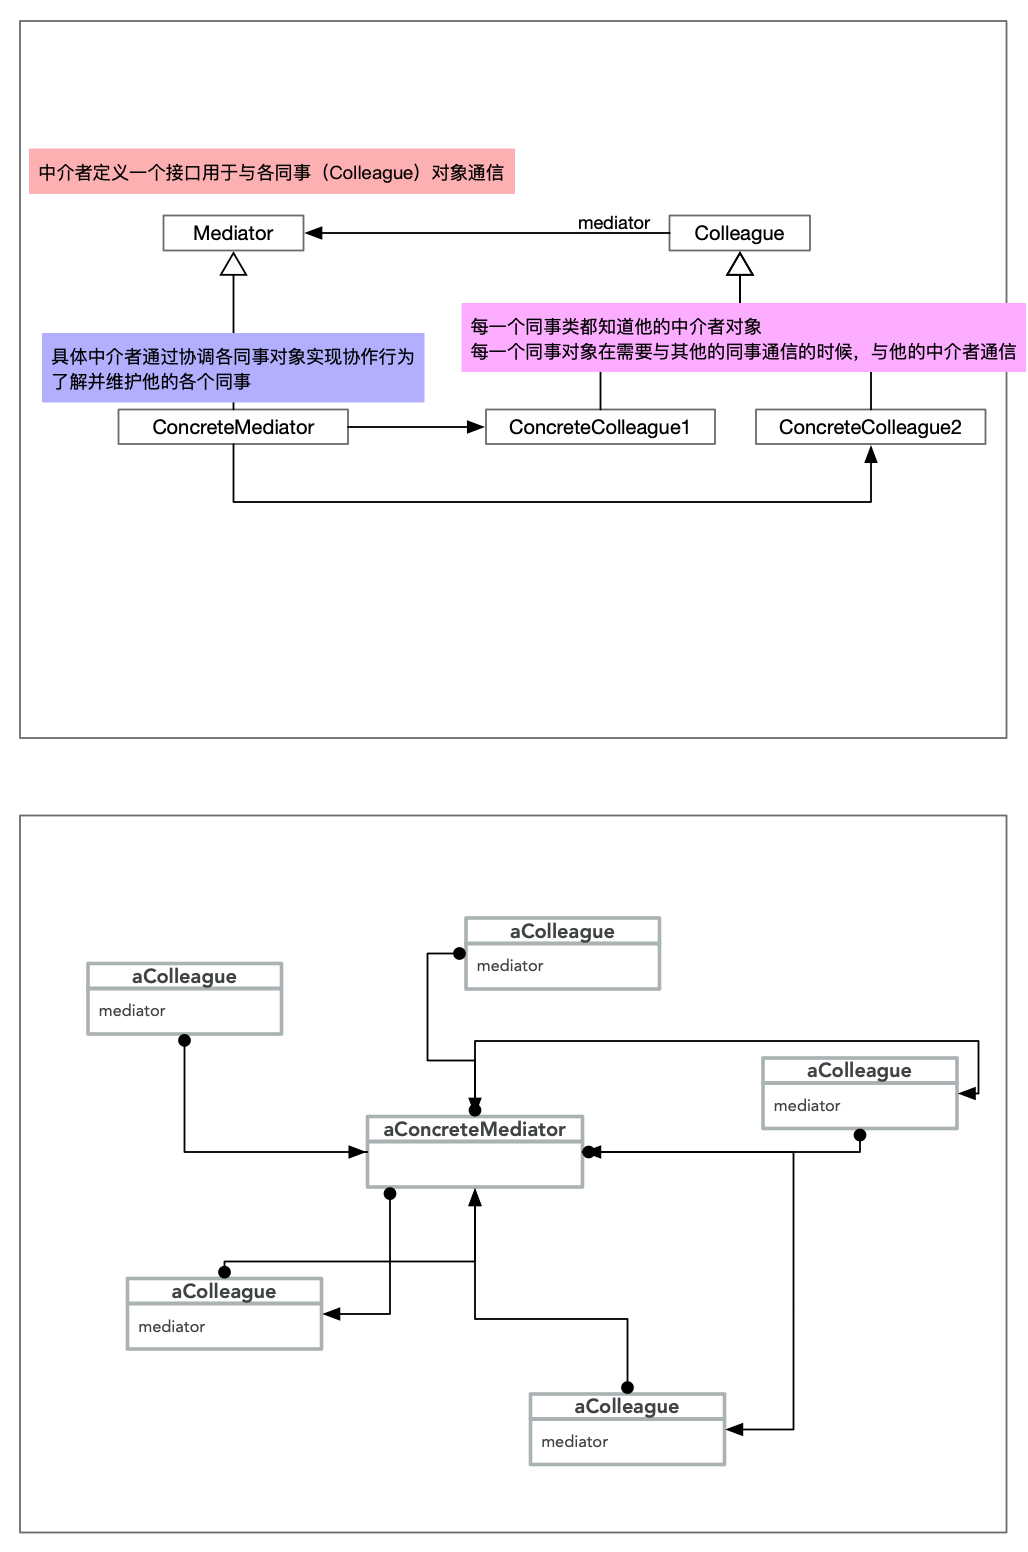 中介者定义一个接口用于与各同事（Colleague）对象通信
mediator
Mediator
Colleague
每一个同事类都知道他的中介者对象
每一个同事对象在需要与其他的同事通信的时候，与他的中介者通信
具体中介者通过协调各同事对象实现协作行为
了解并维护他的各个同事
ConcreteMediator
ConcreteColleague1
ConcreteColleague2
aColleague
mediator
aColleague
mediator
aColleague
mediator
aConcreteMediator
aColleague
mediator
aColleague
mediator